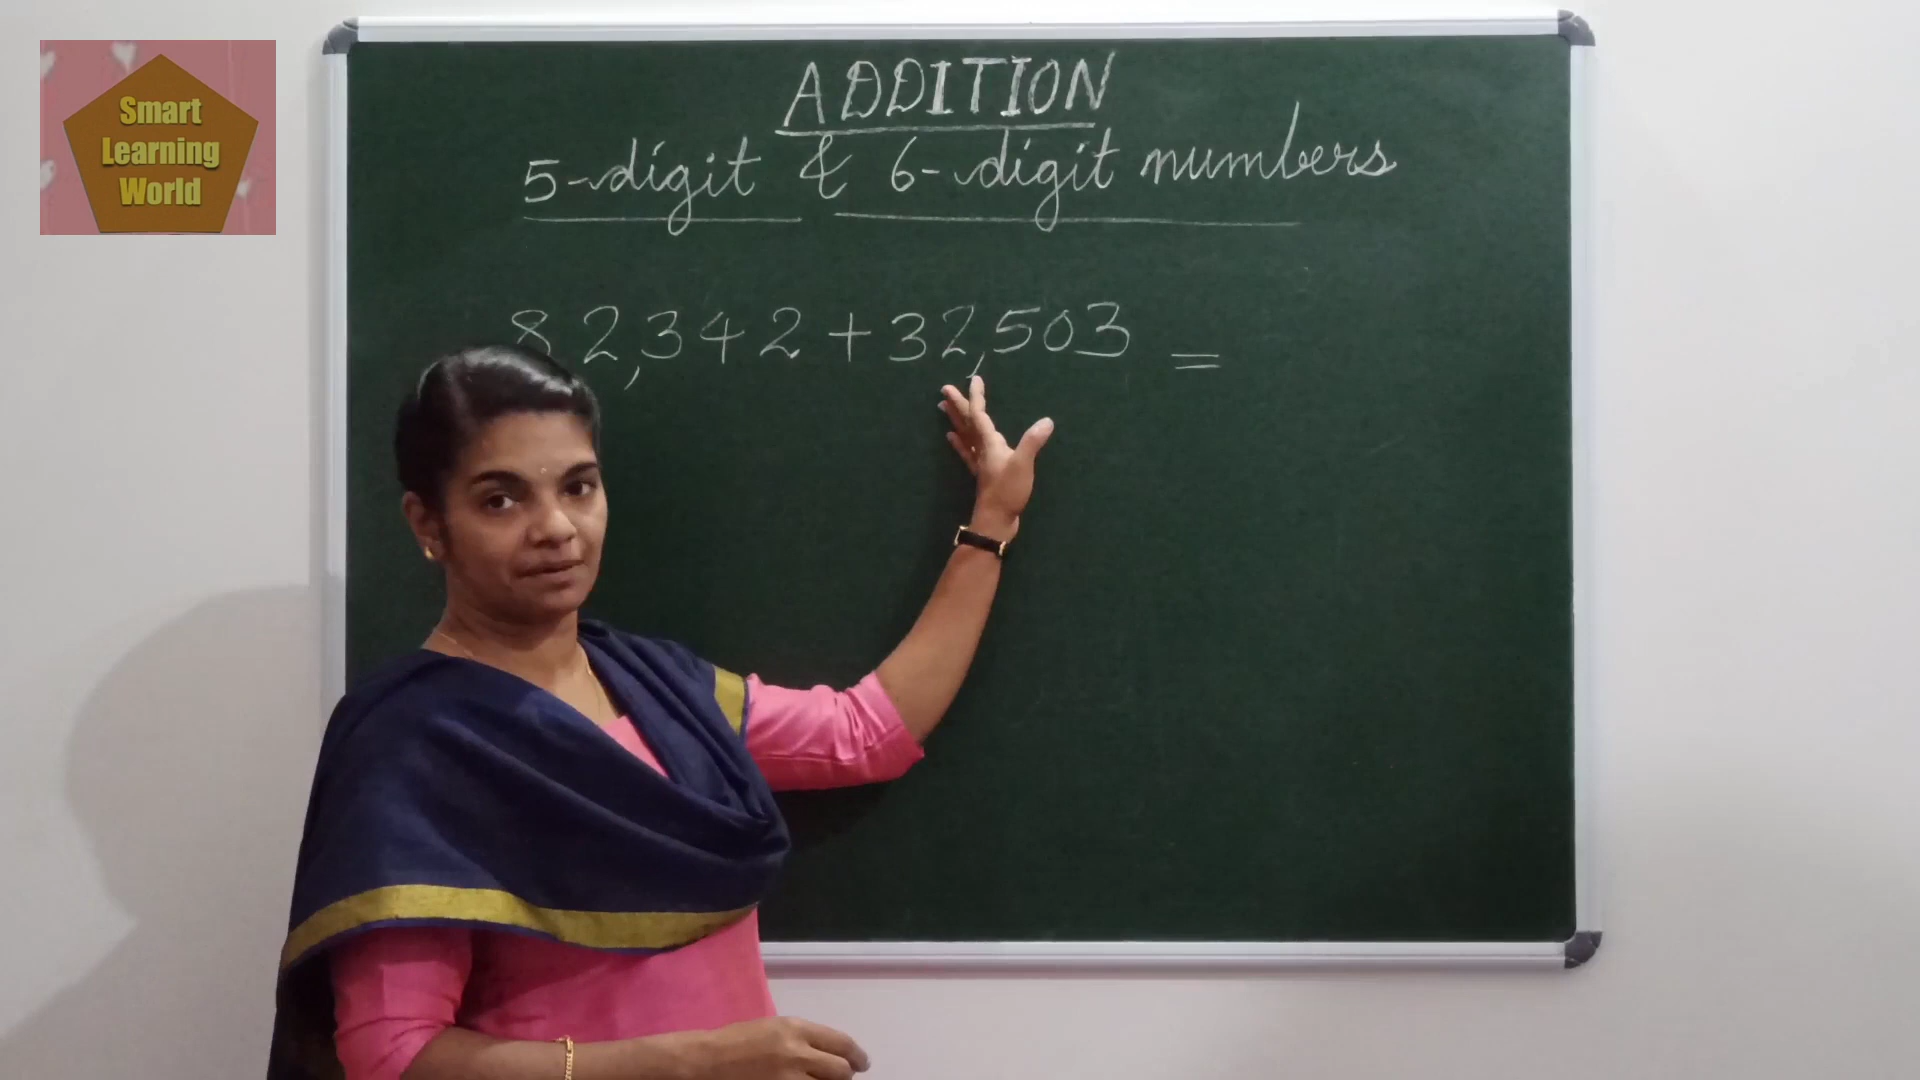 Smart
Learning
World
ADDITION
5-digit & 6-digit numbers
82,342 + 32,503 =